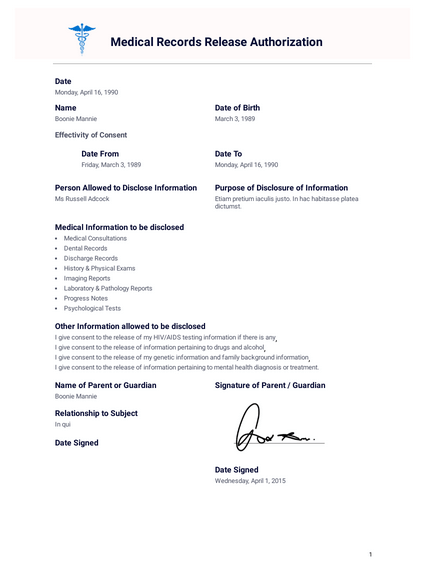 Medical Records Release Authorization
Date
Monday, April 16, 1990
Name
Boonie Mannie
Date of Birth
March 3, 1989
Effectivity of Consent
Date From
Friday, March 3, 1989
Date To
Monday, April 16, 1990
Person Allowed to Disclose Information
Ms Russell Adcock
Purpose of Disclosure of Information
Etiam pretium iaculis justo. In hac habitasse platea
dictumst.
Medical Information to be disclosed
• Medical Consultations
• Dental Records
• Discharge Records
• History & Physical Exams
• Imaging Reports
• Laboratory & Pathology Reports
• Progress Notes
• Psychological Tests
Other Information allowed to be disclosed
I give consent to the release of my HIV/AIDS testing information if there is any,
I give consent to the release of information pertaining to drugs and alcohol,
I give consent to the release of my genetic information and family background information,
I give consent to the release of information pertaining to mental health diagnosis or treatment.
Name of Parent or Guardian
Boonie Mannie
Signature of Parent / Guardian
Relationship to Subject
In qui
Date Signed
Date Signed
Wednesday, April 1, 2015
1